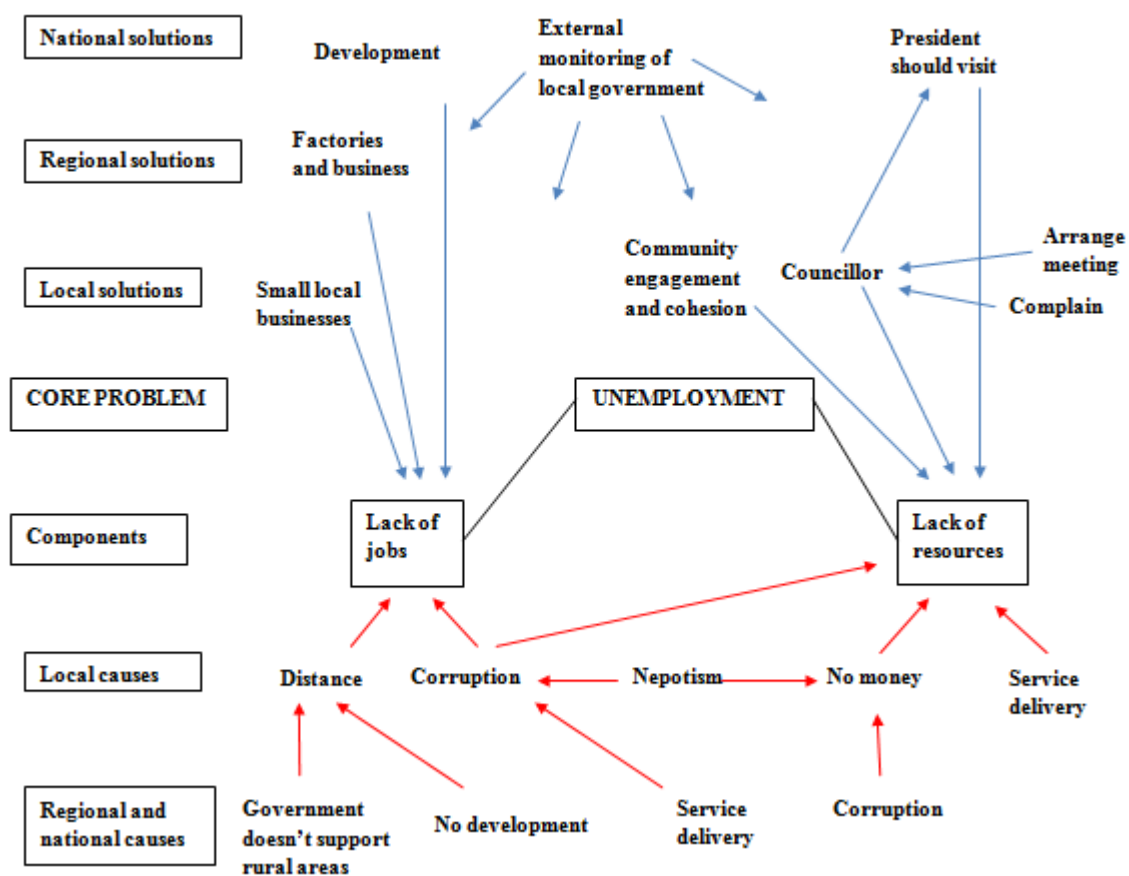 National solutions
Development
External
monitoring of
local government
President
should visit
Regional solutions
Factories
and business
Local solutions
Small local
businesses
Community
engagement
and cohesion
Councillor
Arrange
meeting
Complain
CORE PROBLEM
UNEMPLOYMENT
Components
Lack of
jobs
Lack of
resources
Local causes
Distance
Corruption
Nepotism
No money
Service
delivery
Regional and
national causes
Government
doesn't support
rural areas
No development
Service
delivery
Corruption